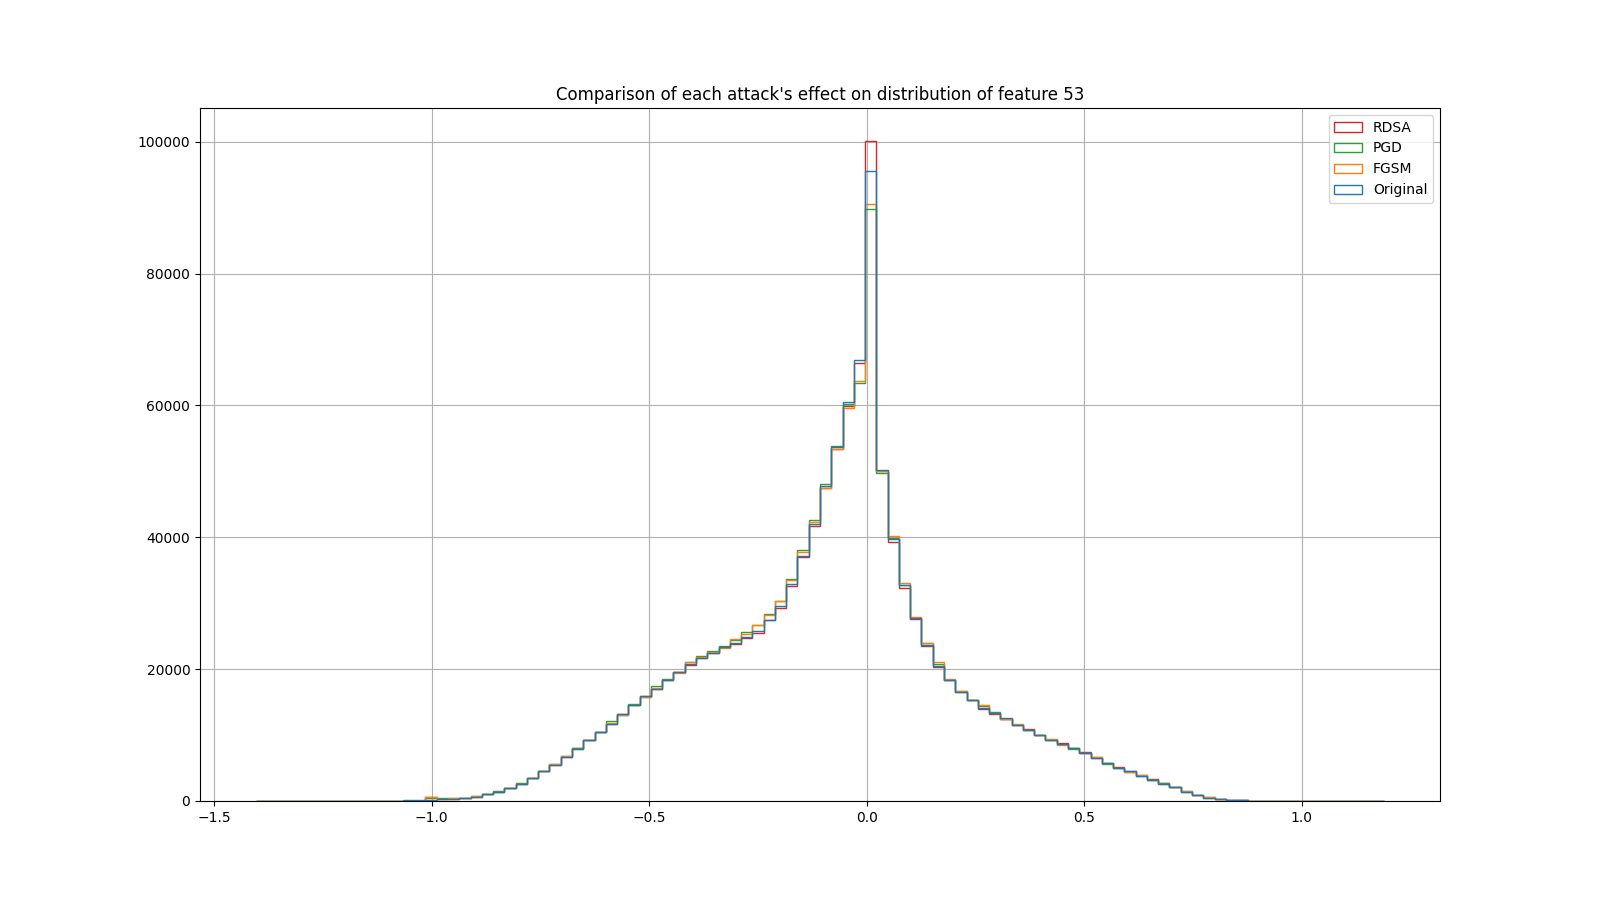 Comparison of each attack's effect on distribution of feature 53
RDSA
PGD
FGSM
Original
100000
80000
60000
40000
20000
0
−1.5
−1.0
−0.5
0.0
0.5
1.0